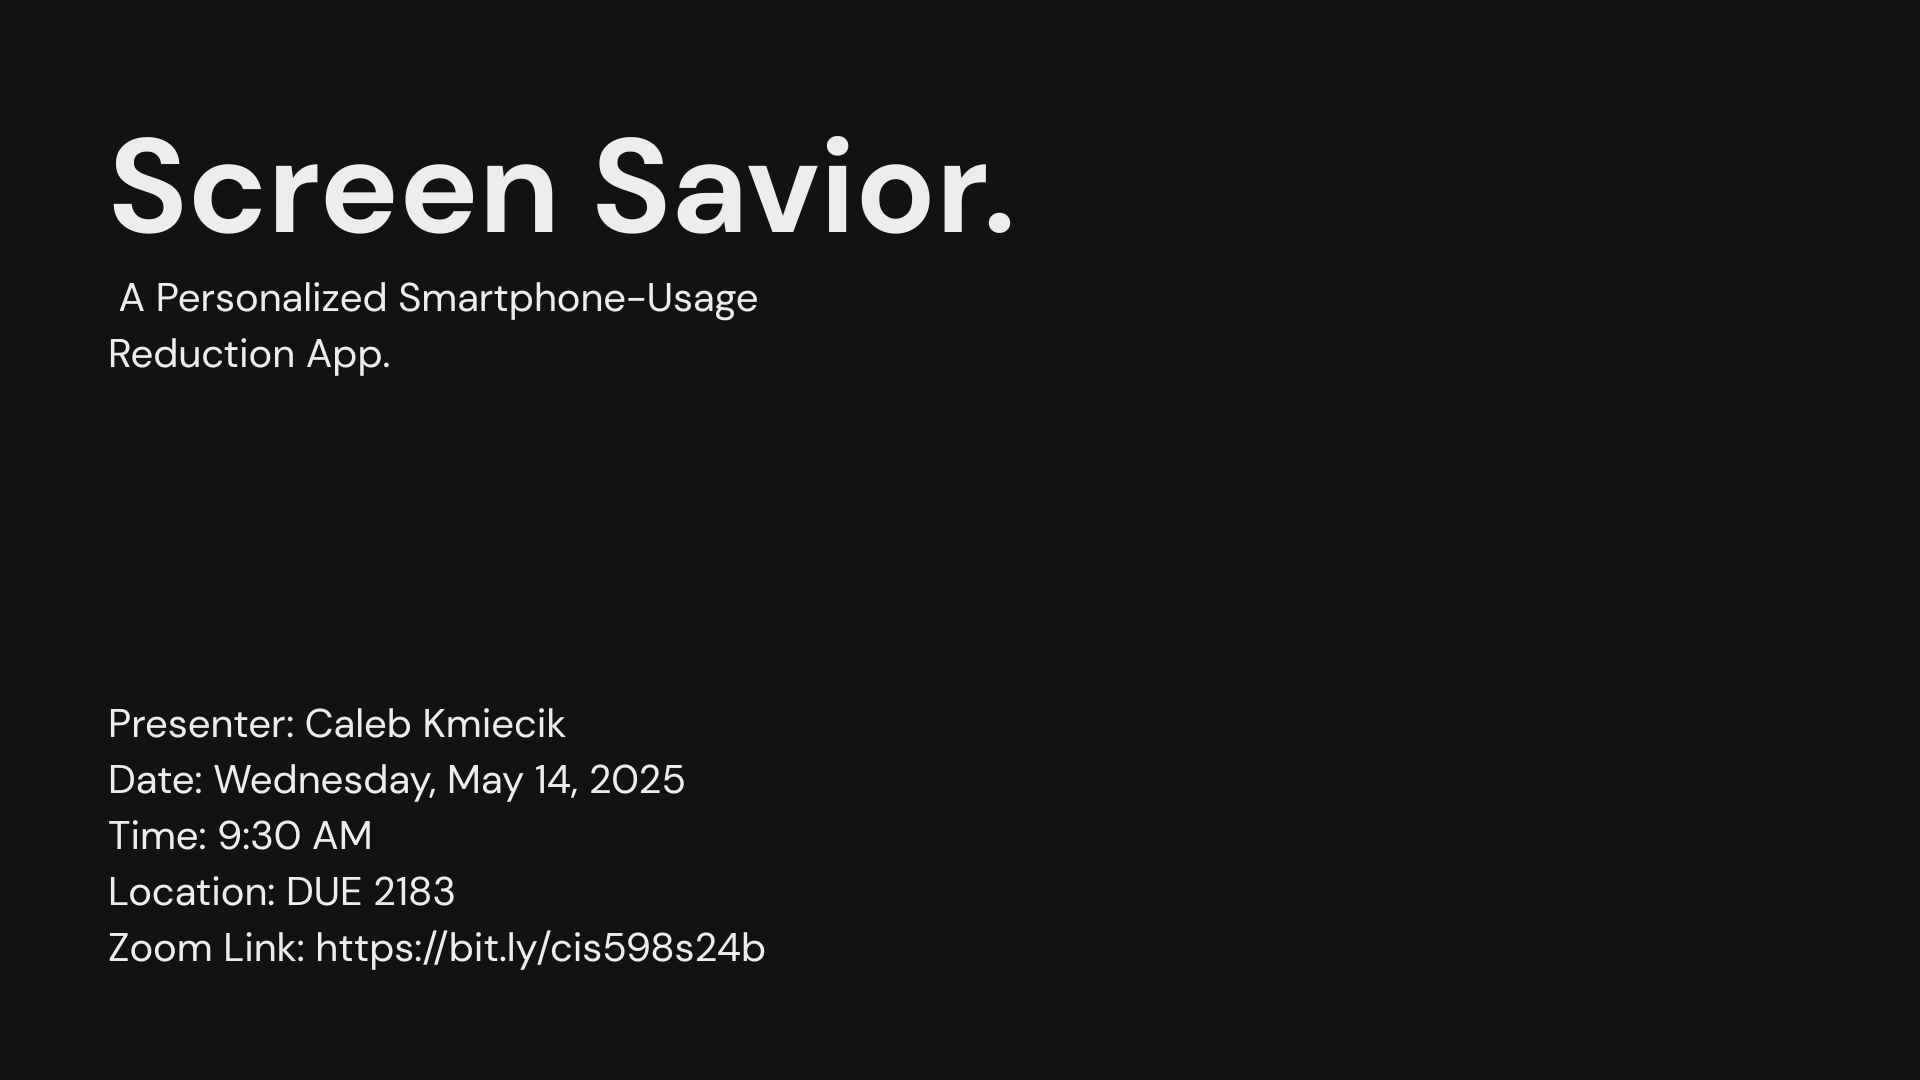 Screen Savior.
A Personalized Smartphone-Usage
Reduction App.
Presenter: Caleb Kmiecik
Date: Wednesday, May 14, 2025
Time: 9:30 AM
Location: DUE 2183
Zoom Link: https://bit.ly/cis598s24b